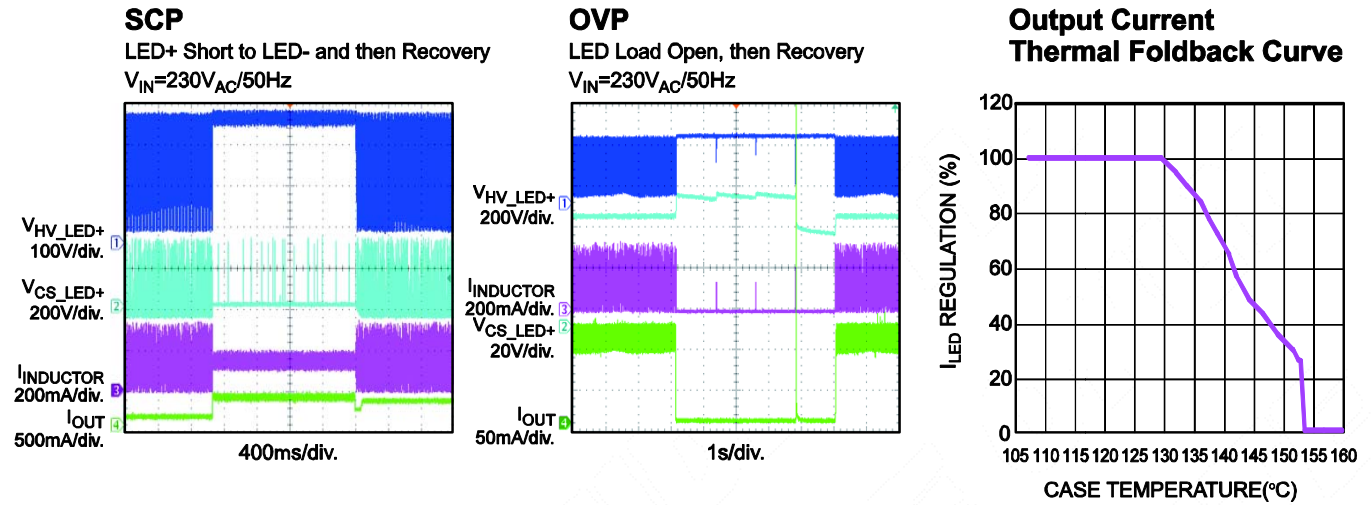 SCP
LED+ Short to LED- and then Recovery
VIN=230VAC/50Hz
1
2
3
4
VHV_LED+
100V/div.
VCS_LED+
200V/div.
IINDUCTOR
200mA/div.
IOUT
500mA/div.
400ms/div.
OVP
LED Load Open, then Recovery
VIN=230VAC/50Hz
1
3
2
4
VHV_LED+
200V/div.
IINDUCTOR
200mA/div.
VCS_LED+
20V/div.
IOUT
50mA/div.
1s/div.
Output Current
Thermal Foldback Curve
ILED REGULATION (%)
120
100
80
60
40
20
0
105 110 115 120 125 130 135 140 145 150 155 160
CASE TEMPERATURE(°C)